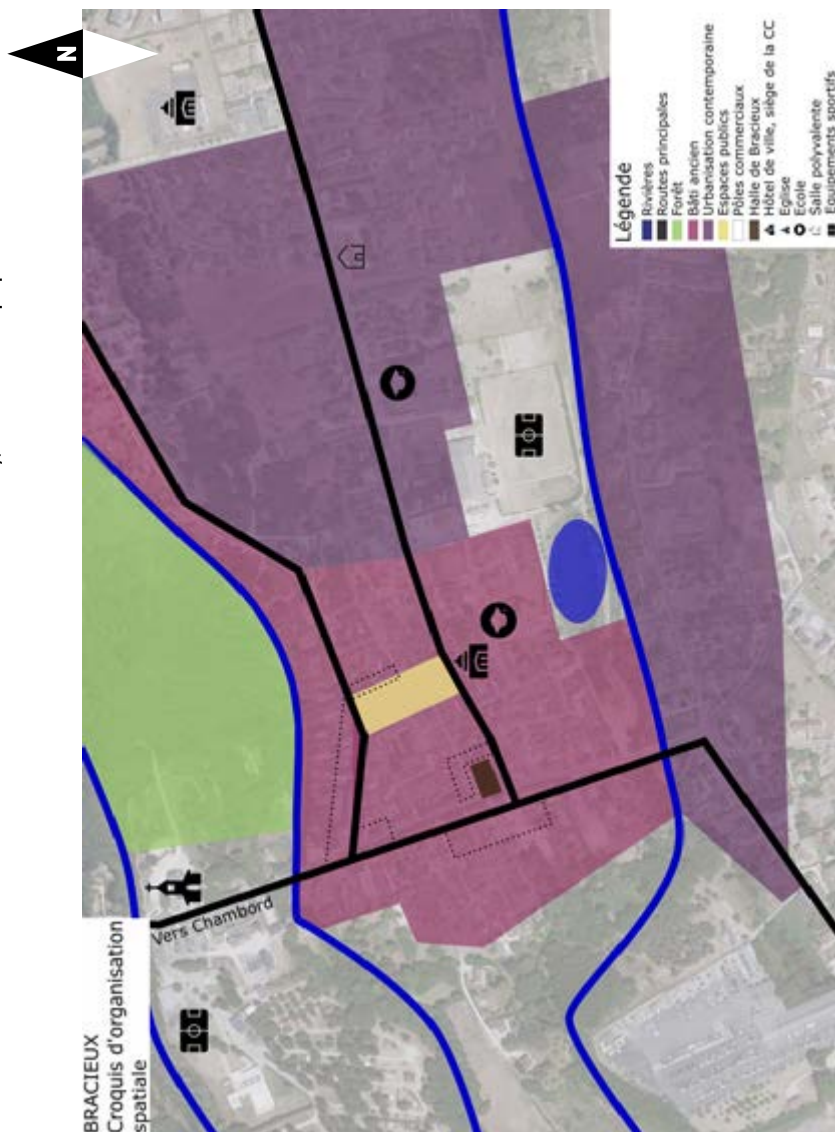 N
BRACIEUX
Croquis d'organisation
spatiale
Vers Chambord
Légende
Rivières
Routes principales
Forêt
Bâti ancien
Urbanisation contemporaine
Espaces publics
Pôles commerciaux
Halle de Bracieux
Hôtel de ville, siège de la CC
Eglise
Ecole
Salle polyvalente
Equipements sportifs